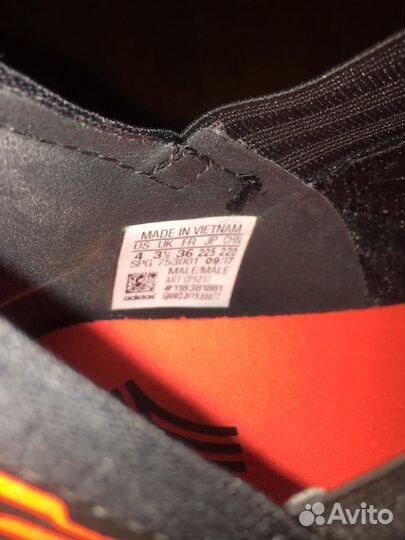 MADE IN VIETNAM
US UK FR JP CHN
4 3½ 36 225 220
SPG 753001 09/17
MALE/MALE
ART CP9237
#118381881
adidas
Avito